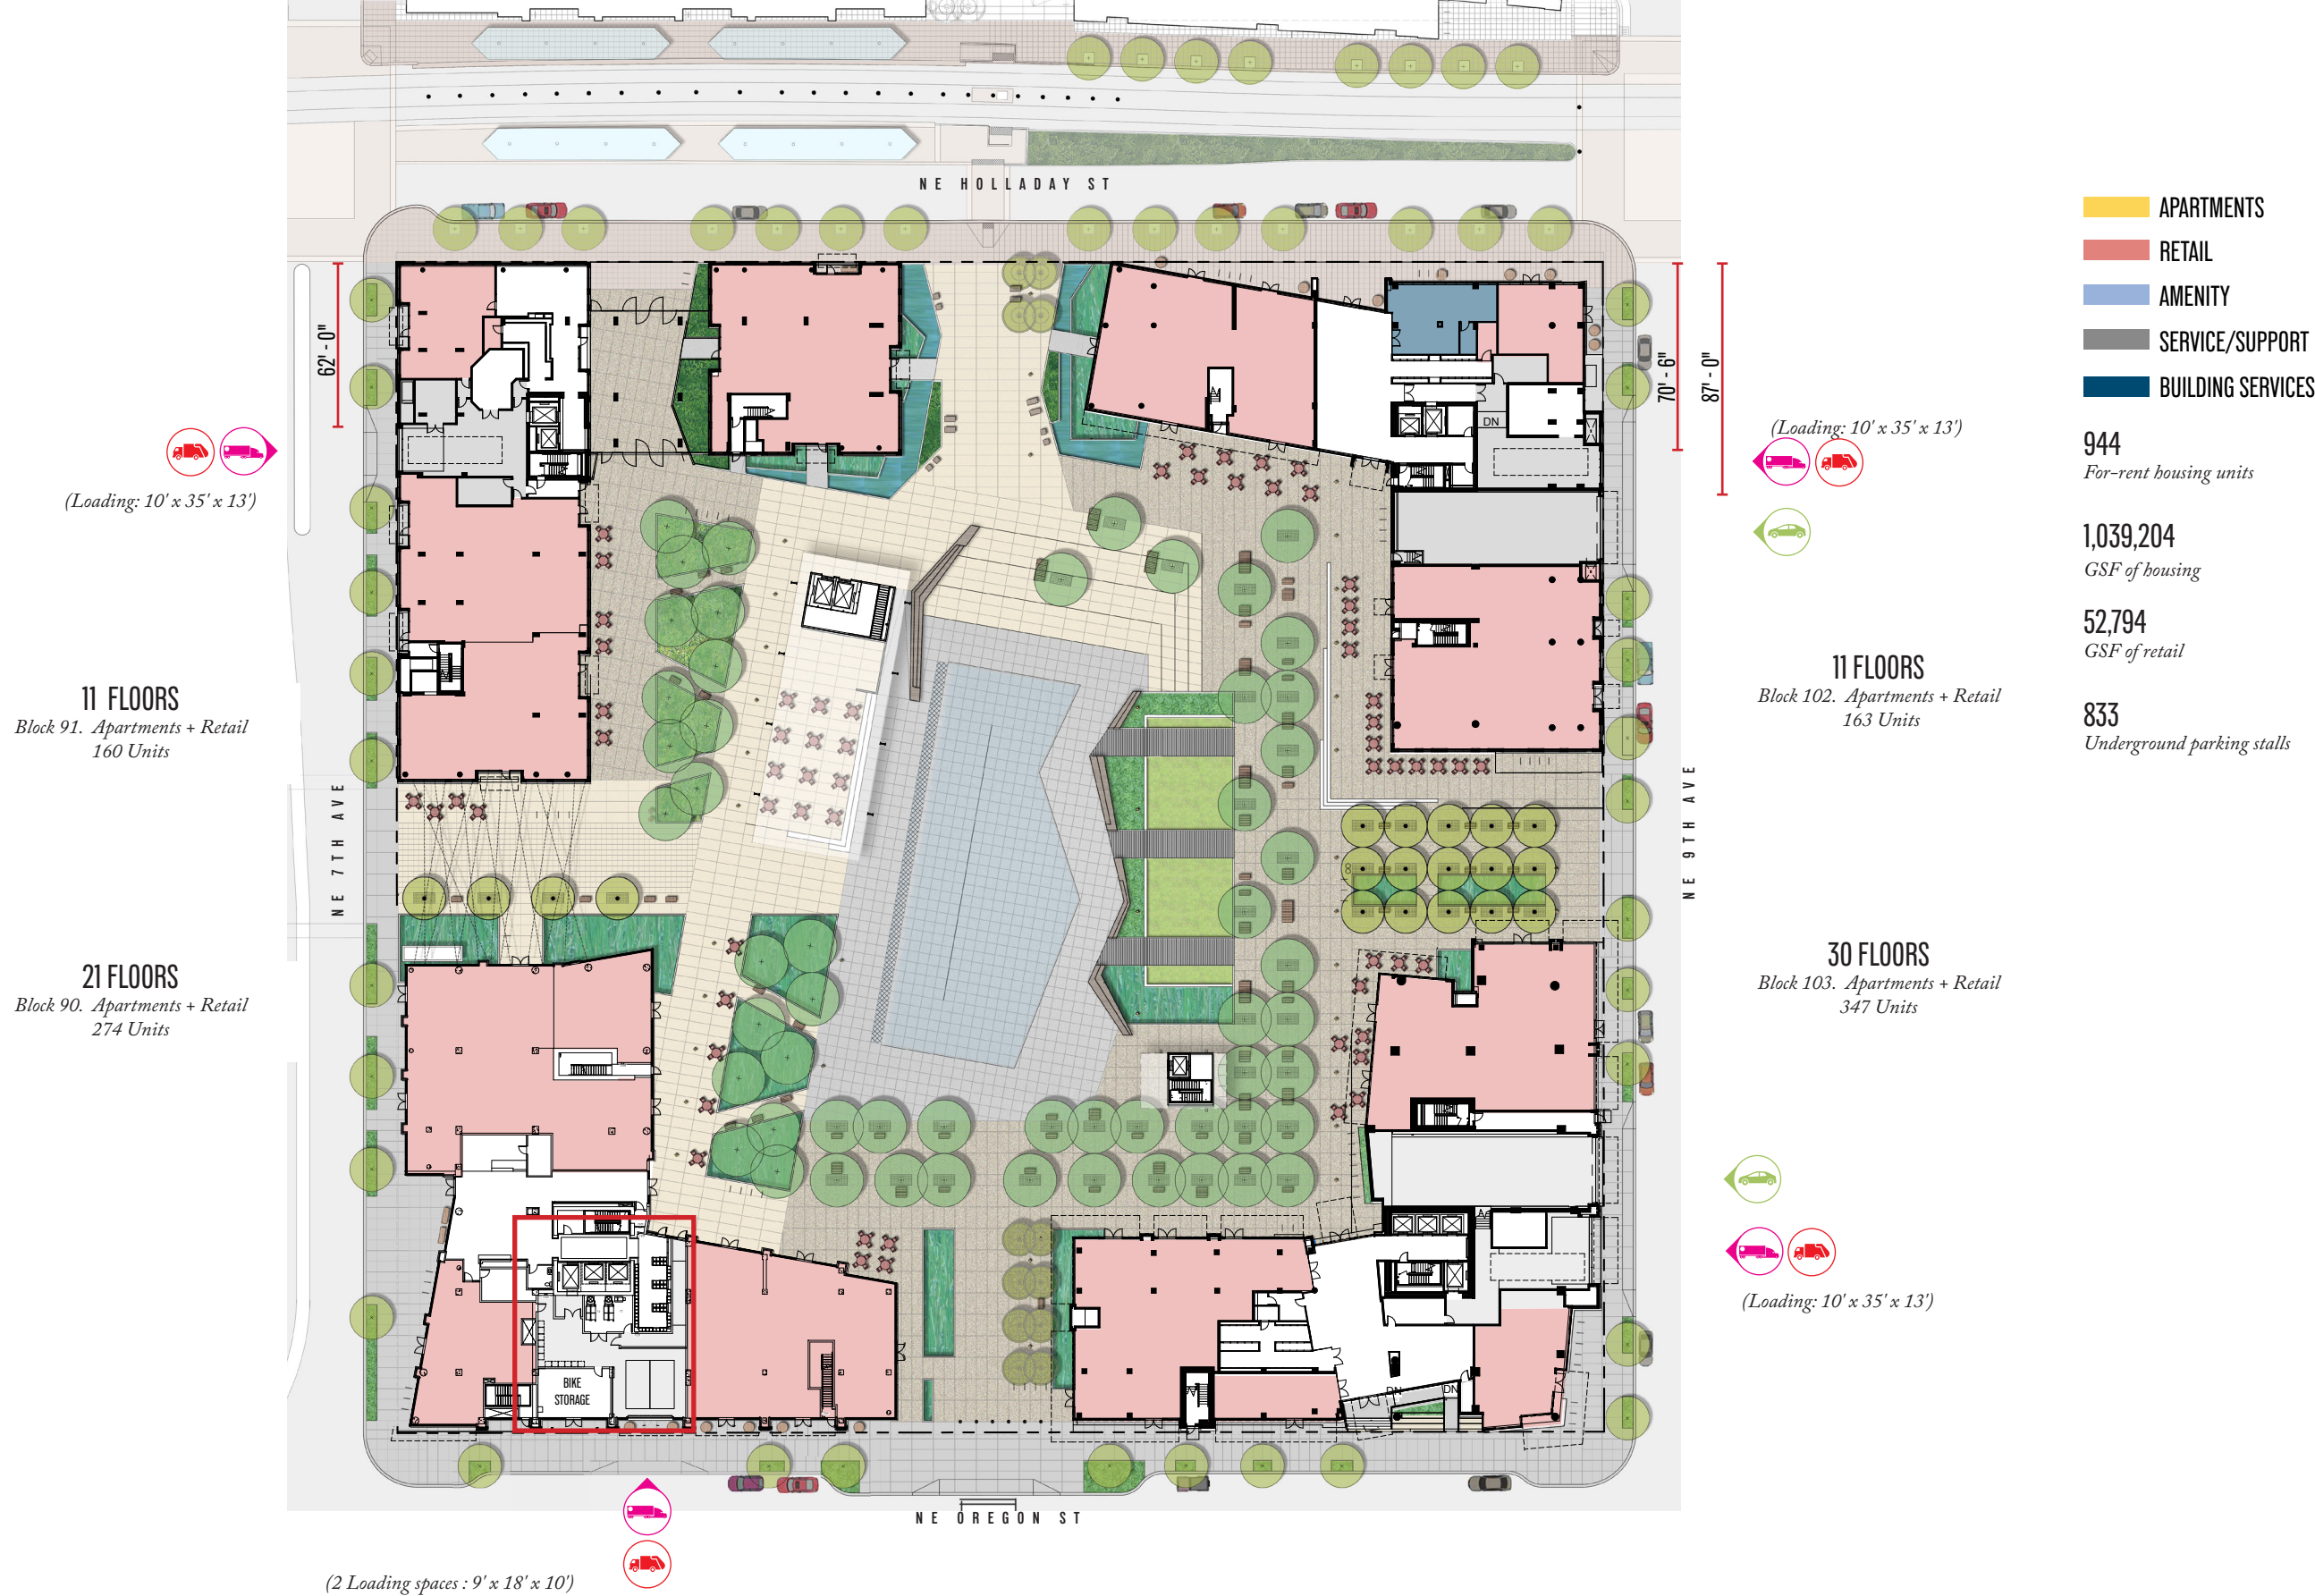 NE HOLLADAY ST
62' - 0"
(Loading: 10' x 35' x 13')
11 FLOORS
Block 91. Apartments + Retail
160 Units
NE 7TH AVE
21 FLOORS
Block 90. Apartments + Retail
274 Units
BIKE
STORAGE
(2 Loading spaces : 9' x 18' x 10')
NE OREGON ST
DN
DN
DN
70' - 6"
87' - 0"
(Loading: 10' x 35' x 13')
11 FLOORS
Block 102. Apartments + Retail
163 Units
NE 9TH AVE
30 FLOORS
Block 103. Apartments + Retail
347 Units
(Loading: 10' x 35' x 13')
APARTMENTS
RETAIL
AMENITY
SERVICE/SUPPORT
BUILDING SERVICES
944
For-rent housing units
1,039,204
GSF of housing
52,794
GSF of retail
833
Underground parking stalls